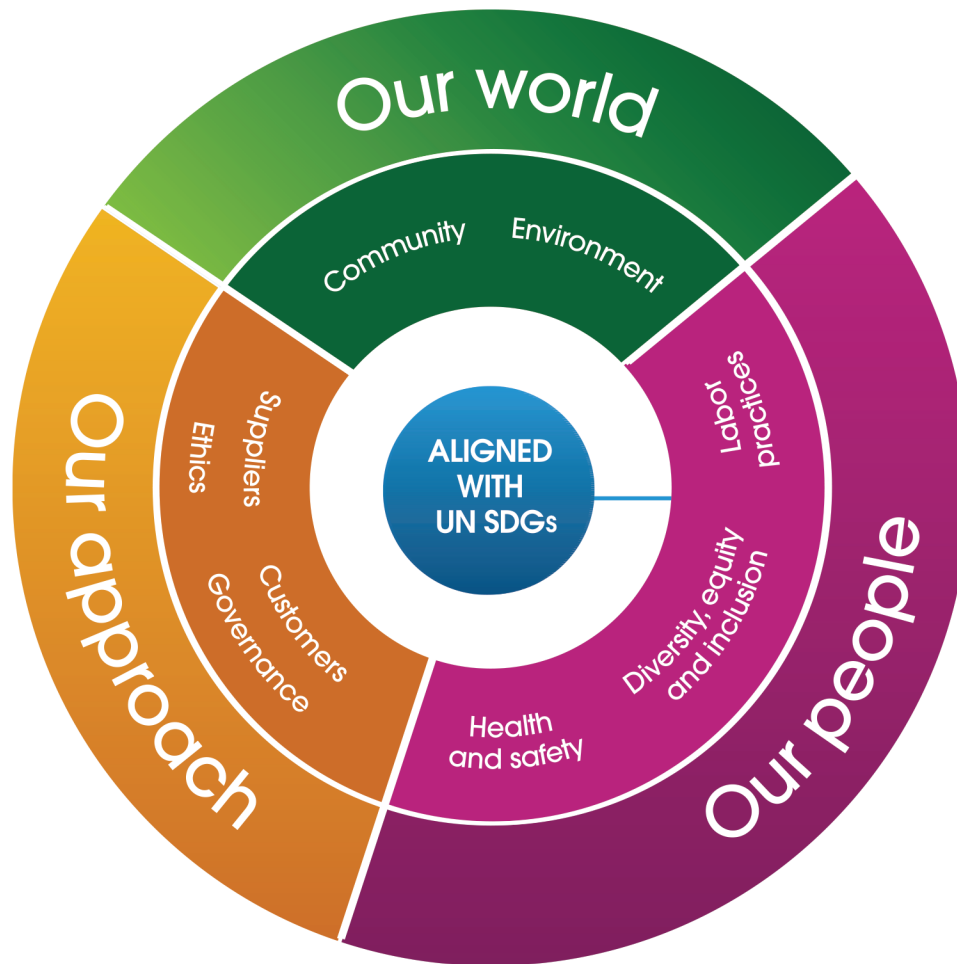 Our world
Community
Environment
Our people
Labor
practices
Diversity, equity
and inclusion
Health
and safety
Our approach
Suppliers
Ethics
Customers
Governance
ALIGNED
WITH
UN SDGs